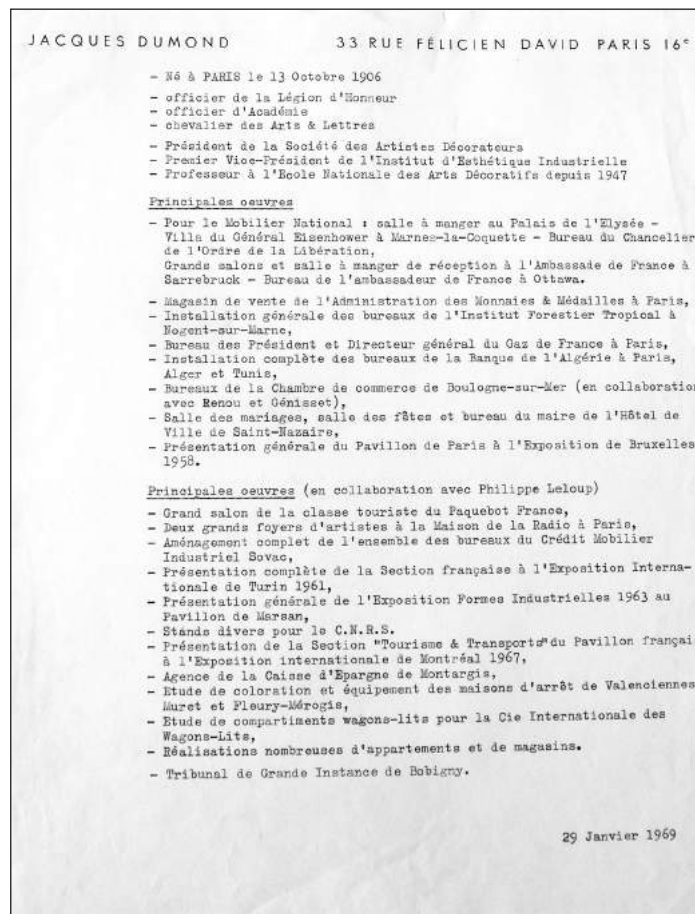 JACQUES DUMOND 33 RUE FÉLICIEN DAVID PARIS 16e
- Né à PARIS le 13 Octobre 1906
- officier de la Légion d'Honneur
- officier d'Académie
- chevalier des Arts & Lettres
- Président de la Société des Artistes Décorateurs
- Premier Vice-Président de l'Institut d'Esthétique Industrielle
- Professeur à l'Ecole Nationale des Arts Décoratifs depuis 1947
Principales oeuvres
- Pour le Mobilier National : salle à manger au Palais de l'Elysée -
Villa du Général Eisenhower à Marnes-la-Coquette - Bureau du Chancelier
de l'Ordre de la Libération,
Grands salons et salle à manger de réception à l'Ambassade de France à
Sarrebruck - Bureau de l'ambassadeur de France à Ottawa.
- Magasin de vente de l'Administration des Monnaies & Médailles à Paris,
- Installation générale des bureaux de l'Institut Forestier Tropical à
Nogent-sur-Marne,
- Bureau des Président et Directeur général du Gaz de France à Paris,
- Installation complète des bureaux de la Banque de l'Algérie à Paris,
Alger et Tunis,
- Bureaux de la Chambre de commerce de Boulogne-sur-Mer (en collaboration
avec Renou et Génisset),
- Salle des mariages, salle des fêtes et bureau du maire de l'Hôtel de
Ville de Saint-Nazaire,
- Présentation générale du Pavillon de Paris à l'Exposition de Bruxelles
1958.
Principales oeuvres (en collaboration avec Philippe Leloup)
- Grand salon de la classe touriste du Paquebot France,
- Deux grands foyers d'artistes à la Maison de la Radio à Paris,
- Aménagement complet de l'ensemble des bureaux du Crédit Mobilier
Industriel Sovac,
- Présentation complète de la Section française à l'Exposition Interna-
tionale de Turin 1961,
- Présentation générale de l'Exposition Formes Industrielles 1963 au
Pavillon de Marsan,
- Stands divers pour le C.N.R.S.
- Présentation de la Section "Tourisme & Transports" du Pavillon françai
à l'Exposition internationale de Montréal 1967,
- Agence de la Caisse d'Epargne de Montargis,
- Etude de coloration et équipement des maisons d'arrêt de Valenciennes
Muret et Fleury-Mérogis,
- Etude de compartiments wagons-lits pour la Cie Internationale des
Wagons-Lits,
- Réalisations nombreuses d'appartements et de magasins.
- Tribunal de Grande Instance de Bobigny.
29 Janvier 1969